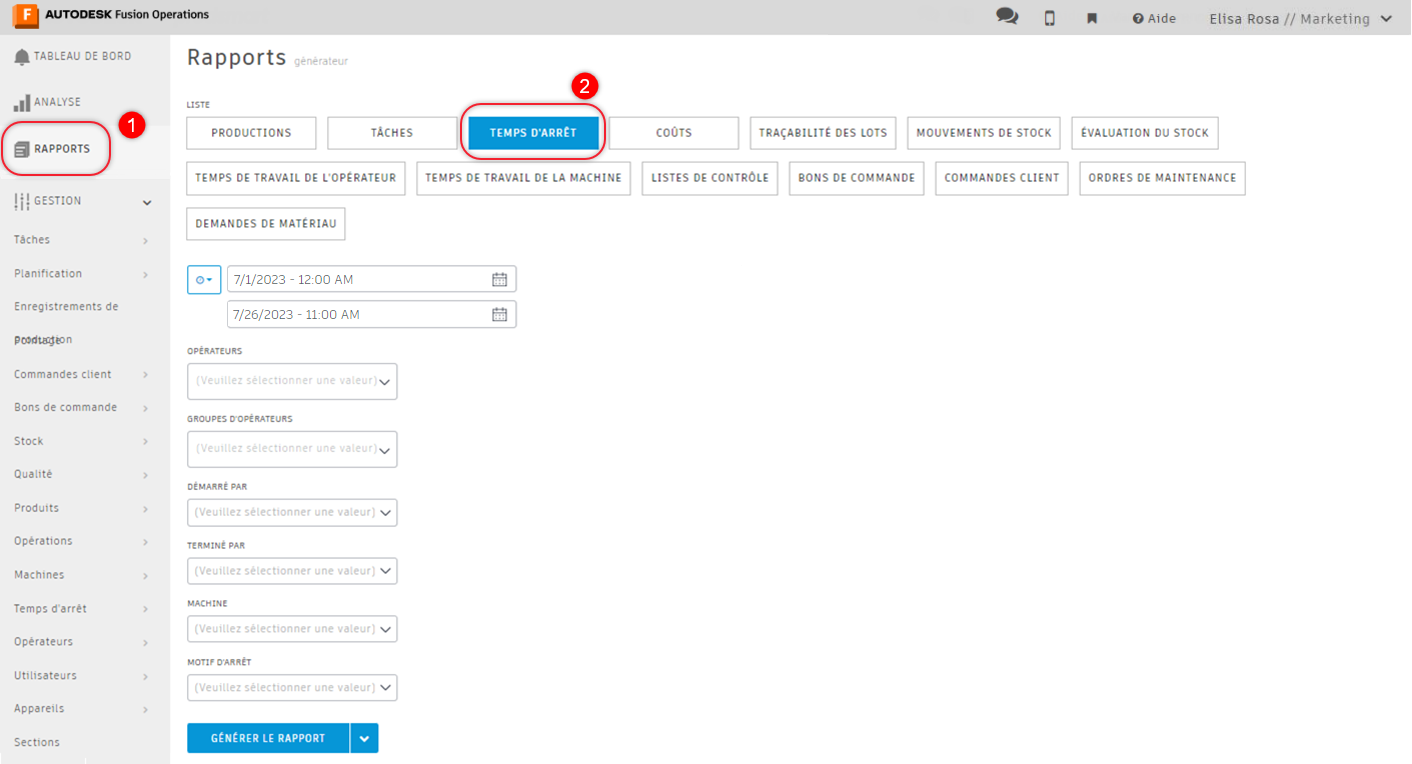 AUTODESK Fusion Operations
Aide
Elisa Rosa // Marketing
TABLEAU DE BORD
ANALYSE
1
RAPPORTS
GESTION
Tâches
Planification
Enregistrements de
production
Pointage
Commandes client
Bons de commande
Stock
Qualité
Produits
Opérations
Machines
Temps d'arrêt
Opérateurs
Utilisateurs
Appareils
Sections
Rapports générateur
2
LISTE
PRODUCTIONS TÂCHES TEMPS D'ARRÊT COÛTS TRAÇABILITÉ DES LOTS MOUVEMENTS DE STOCK ÉVALUATION DU STOCK
TEMPS DE TRAVAIL DE L'OPÉRATEUR TEMPS DE TRAVAIL DE LA MACHINE LISTES DE CONTRÔLE BONS DE COMMANDE COMMANDES CLIENT ORDRES DE MAINTENANCE
DEMANDES DE MATÉRIAU
7/1/2023 - 12:00 AM
7/26/2023 - 11:00 AM
OPÉRATEURS
(Veuillez sélectionner une valeur)
GROUPES D'OPÉRATEURS
(Veuillez sélectionner une valeur)
DÉMARRÉ PAR
(Veuillez sélectionner une valeur)
TERMINÉ PAR
(Veuillez sélectionner une valeur)
MACHINE
(Veuillez sélectionner une valeur)
MOTIF D'ARRÊT
(Veuillez sélectionner une valeur)
GÉNÉRER LE RAPPORT